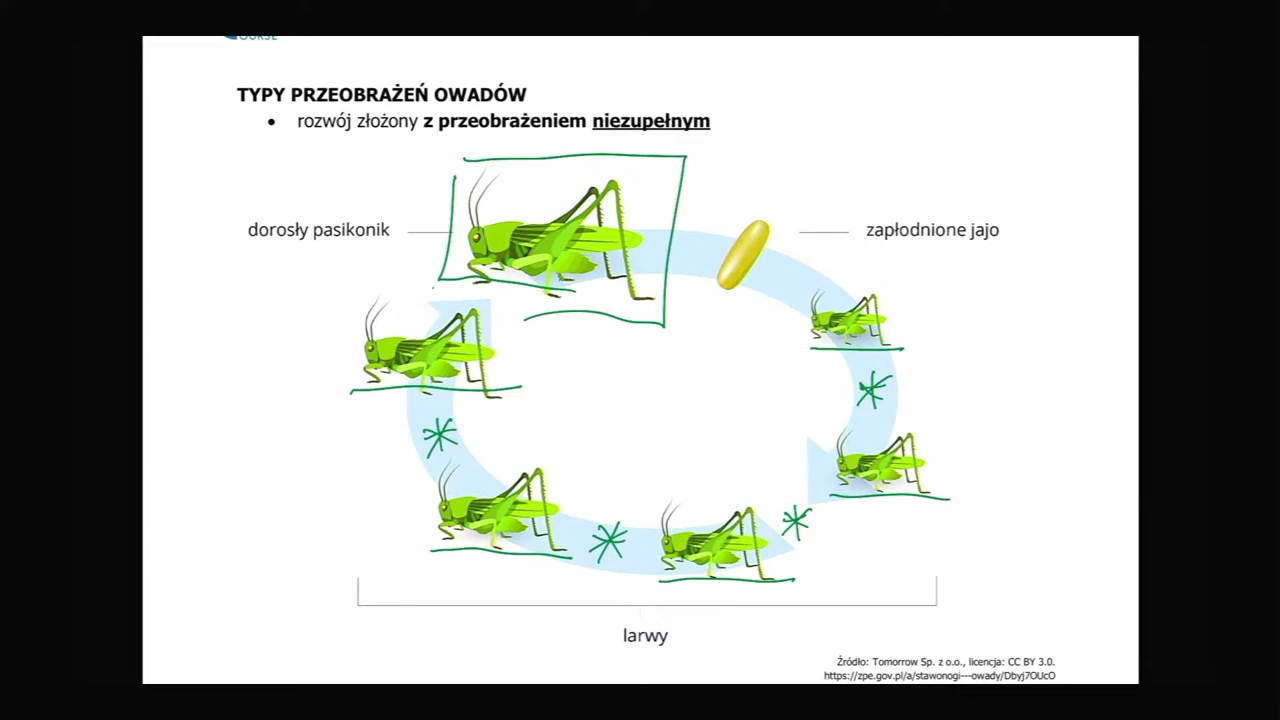 TYPY PRZEOBRAŻEŃ OWADÓW
• rozwój złożony z przeobrażeniem niezupełnym
dorosły pasikonik
zapłodnione jajo
larwy
Źródło: Tomorrow Sp. z o.o., licencja: CC BY 3.0.
https://zpe.gov.pl/a/stawonogi---owady/Dbyj7OUcO